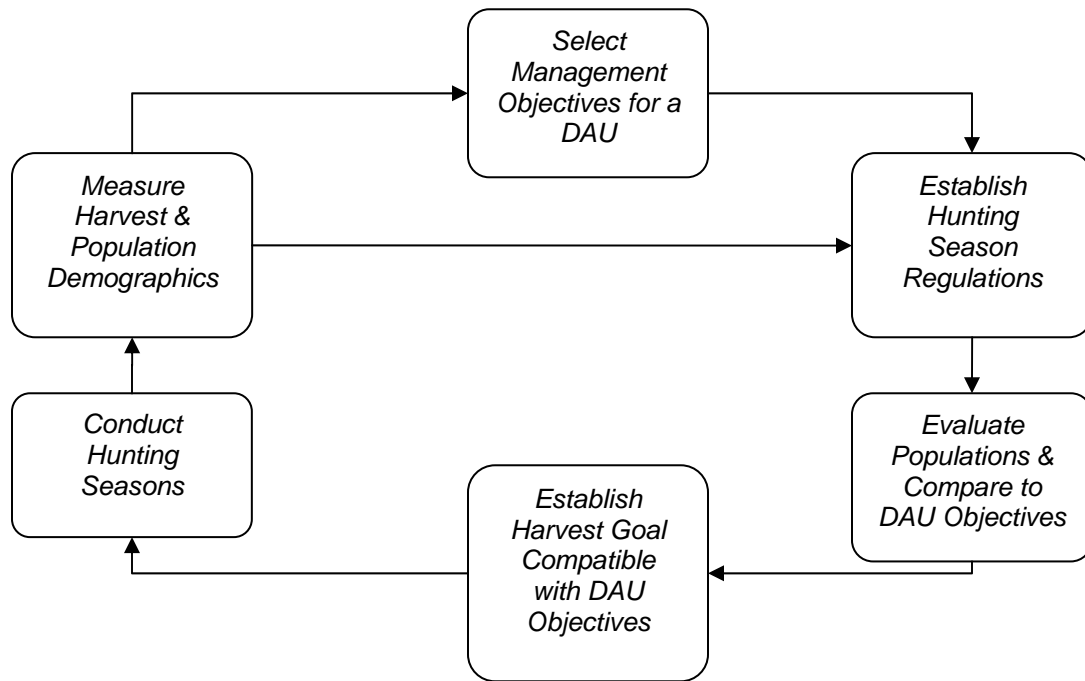 Select
Management
Objectives for a
DAU
Measure
Harvest &
Population
Demographics
Establish
Hunting
Season
Regulations
Conduct
Hunting
Seasons
Establish
Harvest Goal
Compatible
with DAU
Objectives
Evaluate
Populations &
Compare to
DAU Objectives